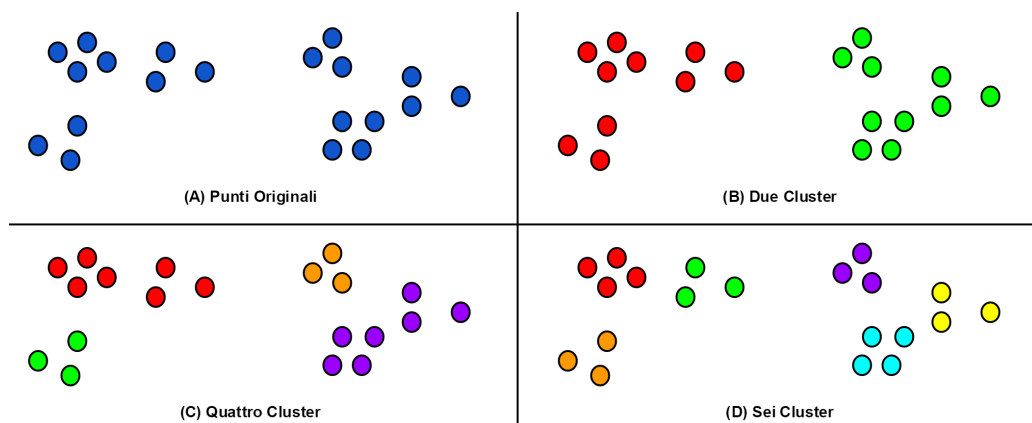 (A) Punti Originali
(B) Due Cluster
(C) Quattro Cluster
(D) Sei Cluster